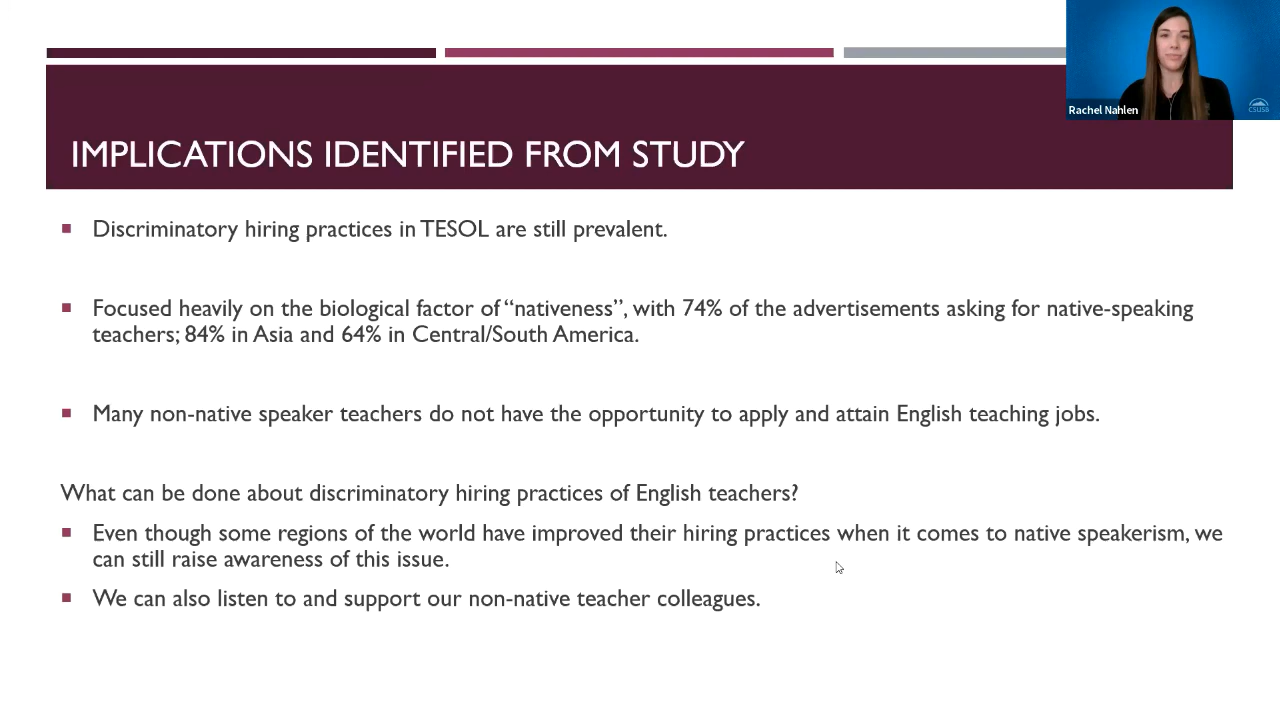 Rachel Nahlen
CSUSB
IMPLICATIONS IDENTIFIED FROM STUDY
Discriminatory hiring practices in TESOL are still prevalent.
Focused heavily on the biological factor of “nativeness”, with 74% of the advertisements asking for native-speaking
teachers; 84% in Asia and 64% in Central/South America.
Many non-native speaker teachers do not have the opportunity to apply and attain English teaching jobs.
What can be done about discriminatory hiring practices of English teachers?
Even though some regions of the world have improved their hiring practices when it comes to native speakerism, we
can still raise awareness of this issue.
We can also listen to and support our non-native teacher colleagues.